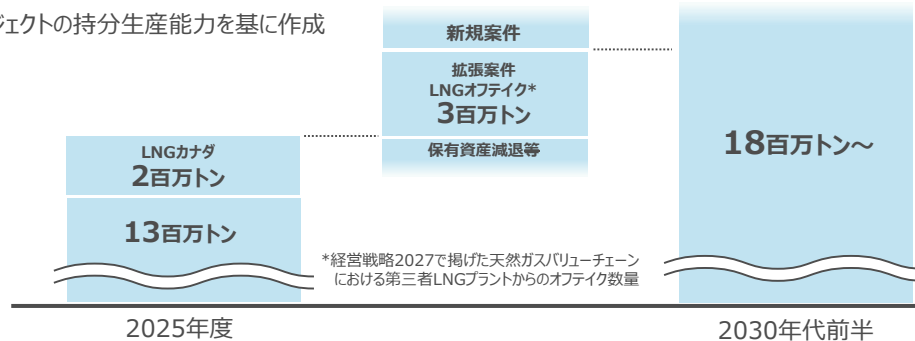 ジェクトの持分生産能力を基に作成
新規案件
拡張案件
LNGオフテイク*
3百万トン
保有資産減退等
LNGカナダ
2百万トン
13百万トン
18百万トン～
*経営戦略2027で掲げた天然ガスバリューチェーン
における第三者LNGプラントからのオフテイク数量
2025年度
2030年代前半